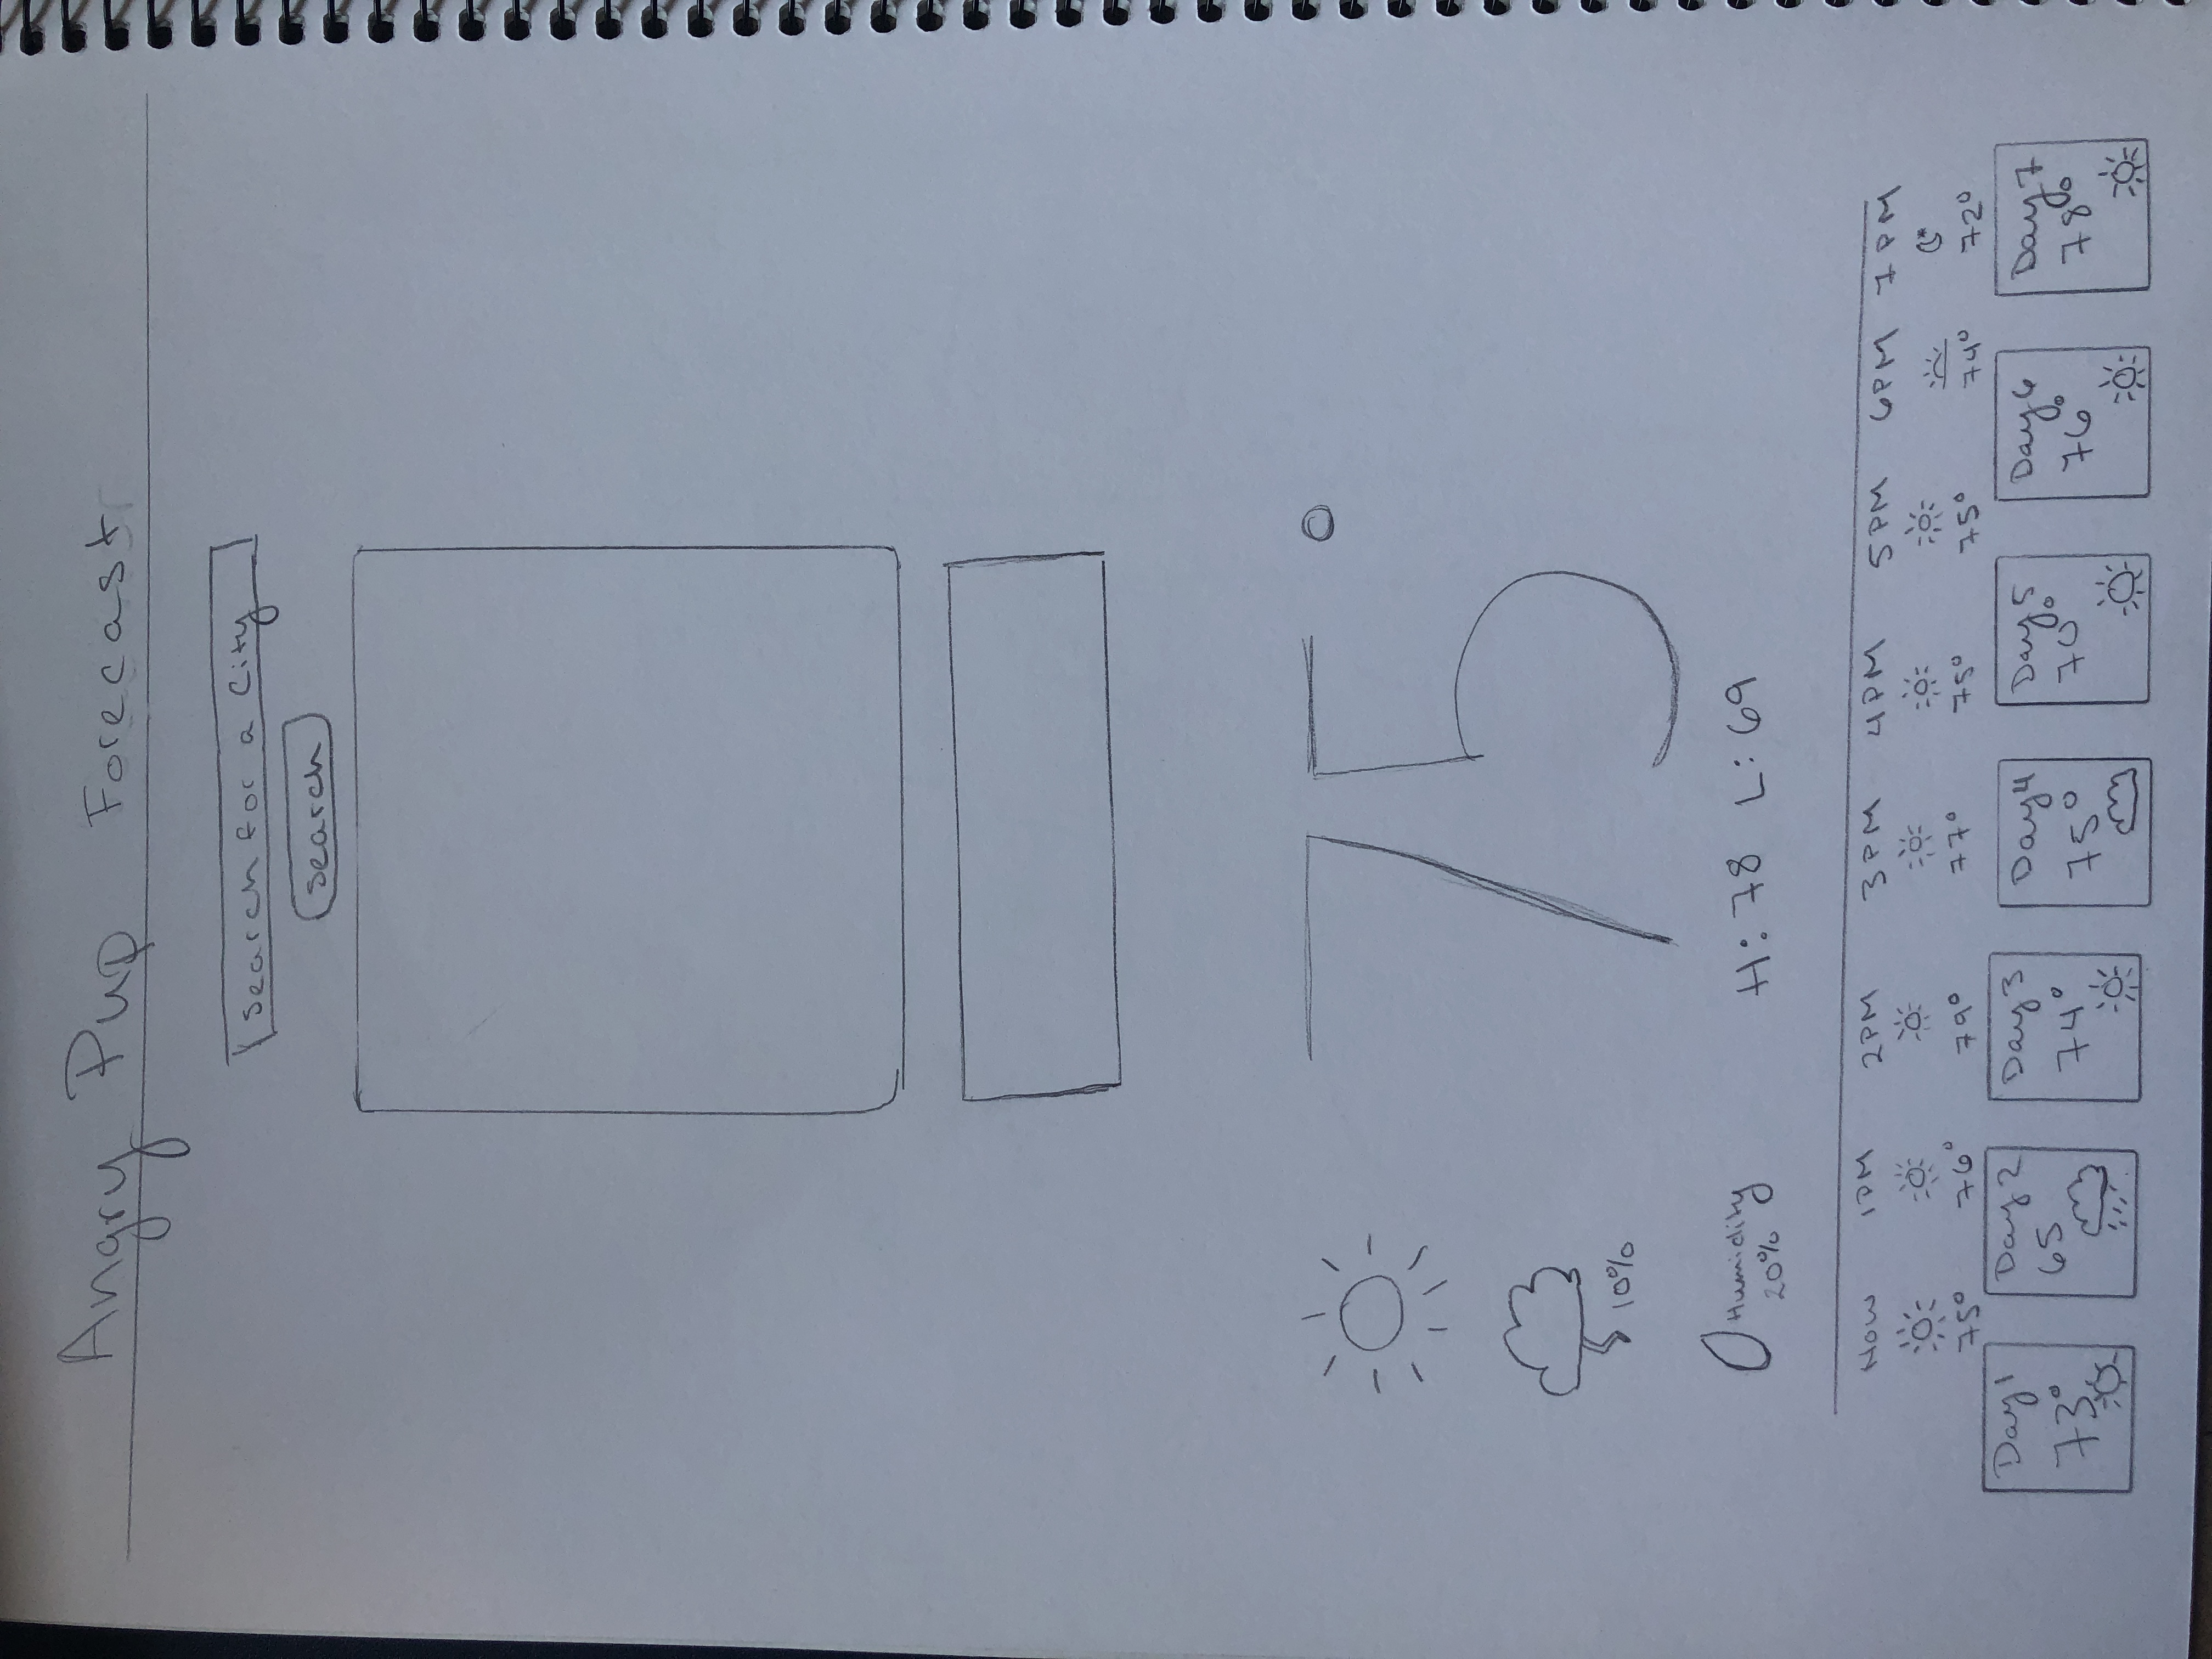 Angry Pup Forecast
Search for a City
Search
75°
10%
Humidity
20%
H: 78 L: 69
Now 1PM 2PM 3PM 4PM 5PM 6PM 7PM
75° 76° 79° 77° 75° 75° 74° 72°
Day 1 Day 2 Day 3 Day 4 Day 5 Day 6 Day 7
73° 65 74° 75° 70° 76° 78°